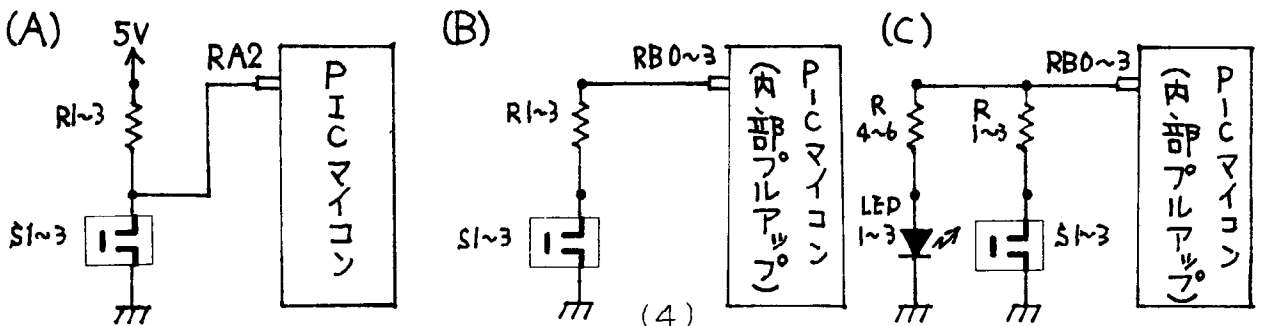 (A)
5V
R1~3
S1~3
RA2
PICマイコン
(B)
R1~3
S1~3
RB0~3
PICマイコン
(内部プルアップ)
(4)
(C)
R
4~6
R
1~3
LED
1~3
S1~3
RB0~3
PICマイコン
(内部プルアップ)